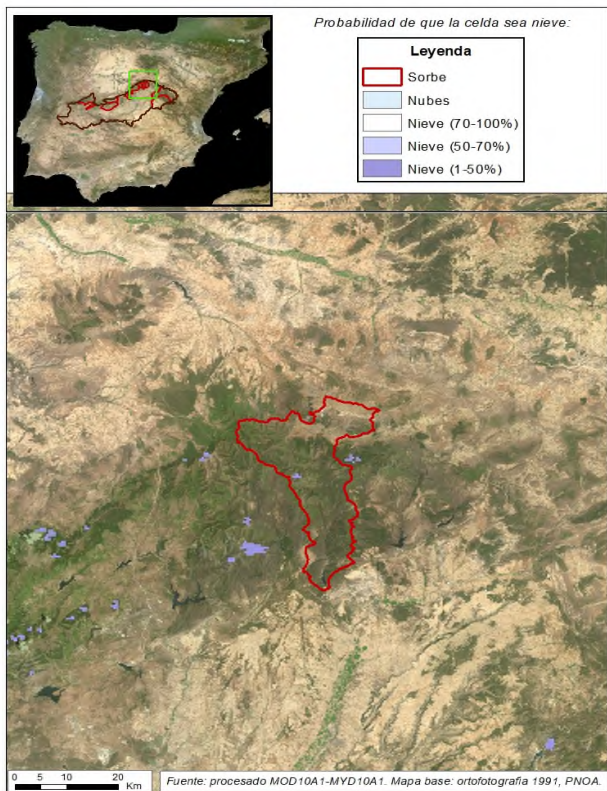 Probabilidad de que la celda sea nieve:
Leyenda
Sorbe
Nubes
Nieve (70-100%)
Nieve (50-70%)
Nieve (1-50%)
0 5 10 20
Km
Fuente: procesado MOD10A1-MYD10A1. Mapa base: ortofotografia 1991, PNOA.